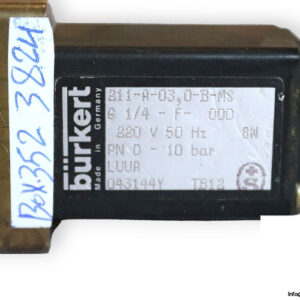 BOX352 3824
bürkert
Made in Germany
211-A-03,0-B-MS
G 1/4 - F- 000
220 V 50 Hz 8W
PN 0 - 10 bar
LUUR
043144Y TB13
+
S